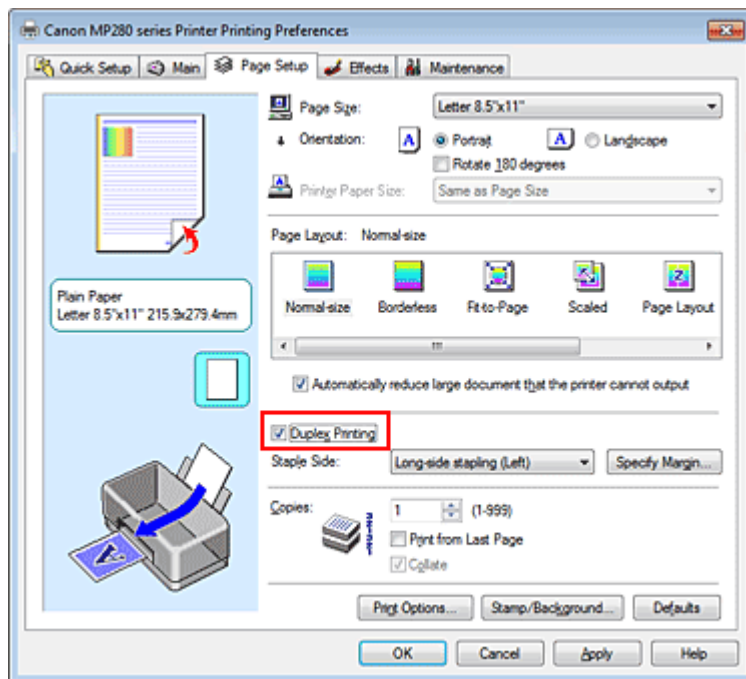 Canon MP280 series Printer Printing Preferences
Quick Setup Main Page Setup Effects Maintenance
Page Size: Letter 8.5"x11"
Orientation: A Portrait A Landscape
Rotate 180 degrees
Printer Paper Size: Same as Page Size
Page Layout: Normal-size
Normal-size Borderless Fit-to-Page Scaled Page Layout
Plain Paper
Letter 8.5"x11" 215.9x279.4mm
Automatically reduce large document that the printer cannot output
Duplex Printing
Staple Side: Long-side stapling (Left) Specify Margin...
Copies: 1 (1-999)
Print from Last Page
Collate
Print Options... Stamp/Background... Defaults
OK Cancel Apply Help